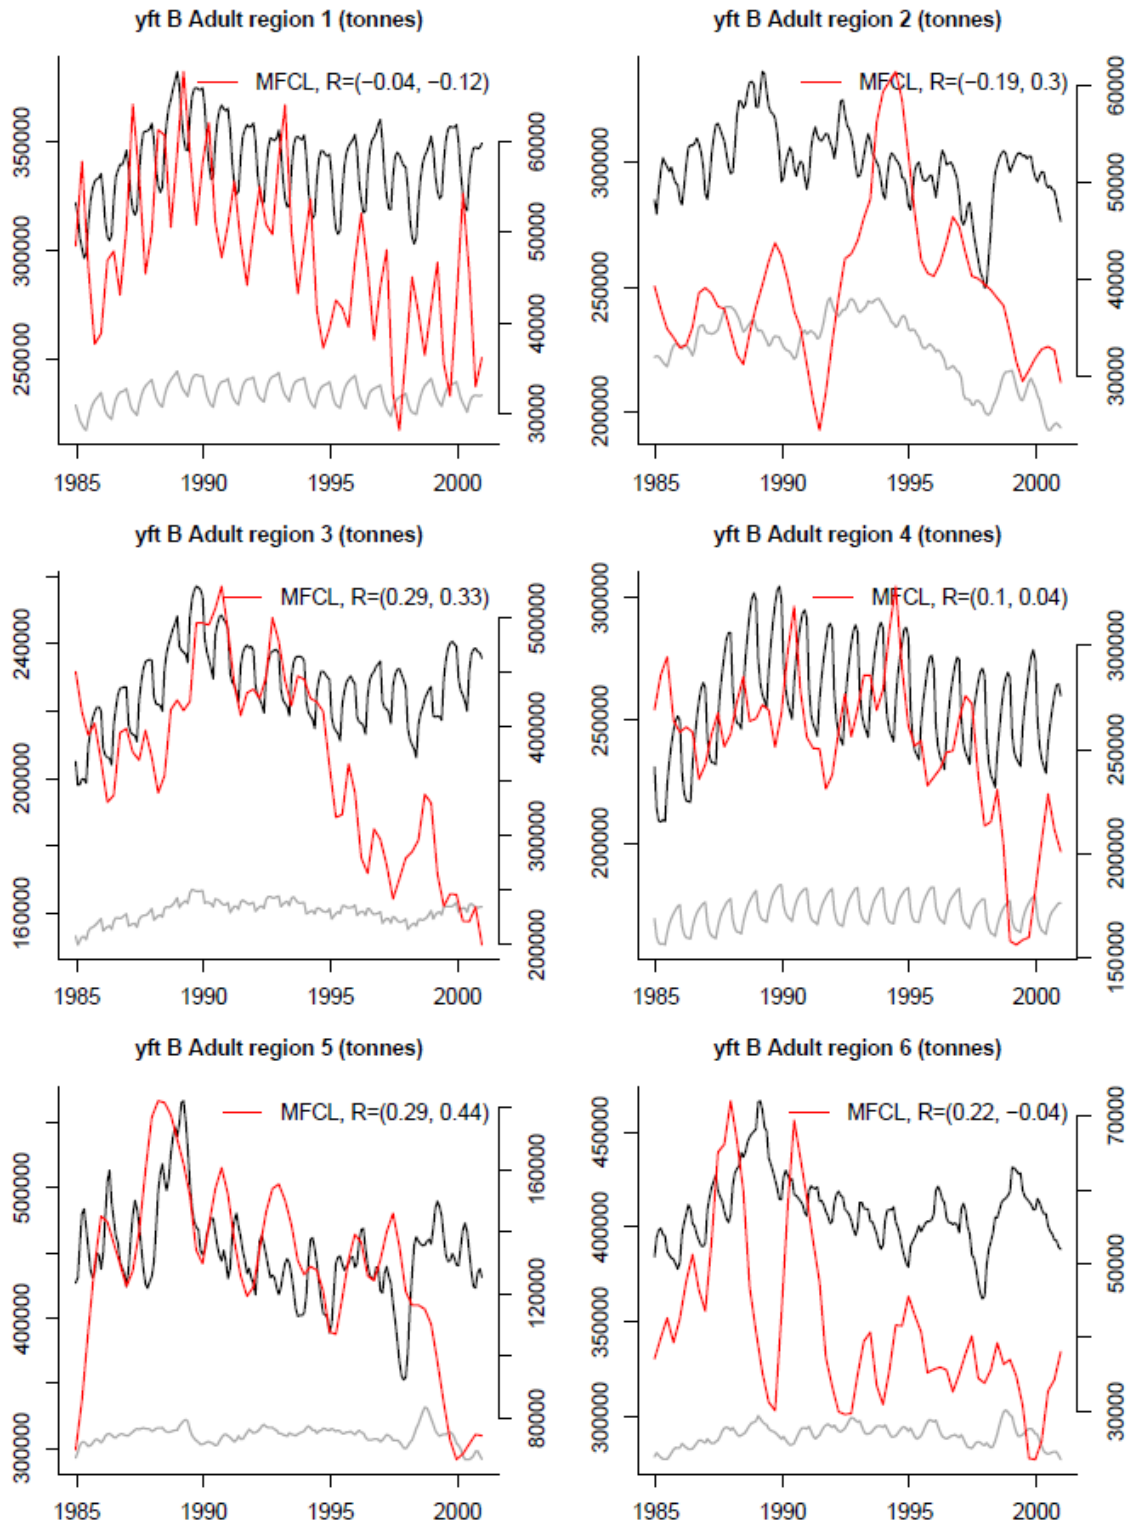 yft B Adult region 1 (tonnes)
MFCL, R=(−0.04, −0.12)
350000
300000
250000
60000
50000
40000
30000
1985 1990 1995 2000
yft B Adult region 2 (tonnes)
MFCL, R=(−0.19, 0.3)
300000
250000
200000
60000
50000
40000
30000
1985 1990 1995 2000
yft B Adult region 3 (tonnes)
MFCL, R=(0.29, 0.33)
240000
200000
160000
500000
400000
300000
200000
1985 1990 1995 2000
yft B Adult region 4 (tonnes)
MFCL, R=(0.1, 0.04)
300000
250000
200000
300000
250000
200000
150000
1985 1990 1995 2000
yft B Adult region 5 (tonnes)
MFCL, R=(0.29, 0.44)
500000
400000
300000
160000
120000
80000
1985 1990 1995 2000
yft B Adult region 6 (tonnes)
MFCL, R=(0.22, −0.04)
450000
400000
350000
300000
70000
50000
30000
1985 1990 1995 2000